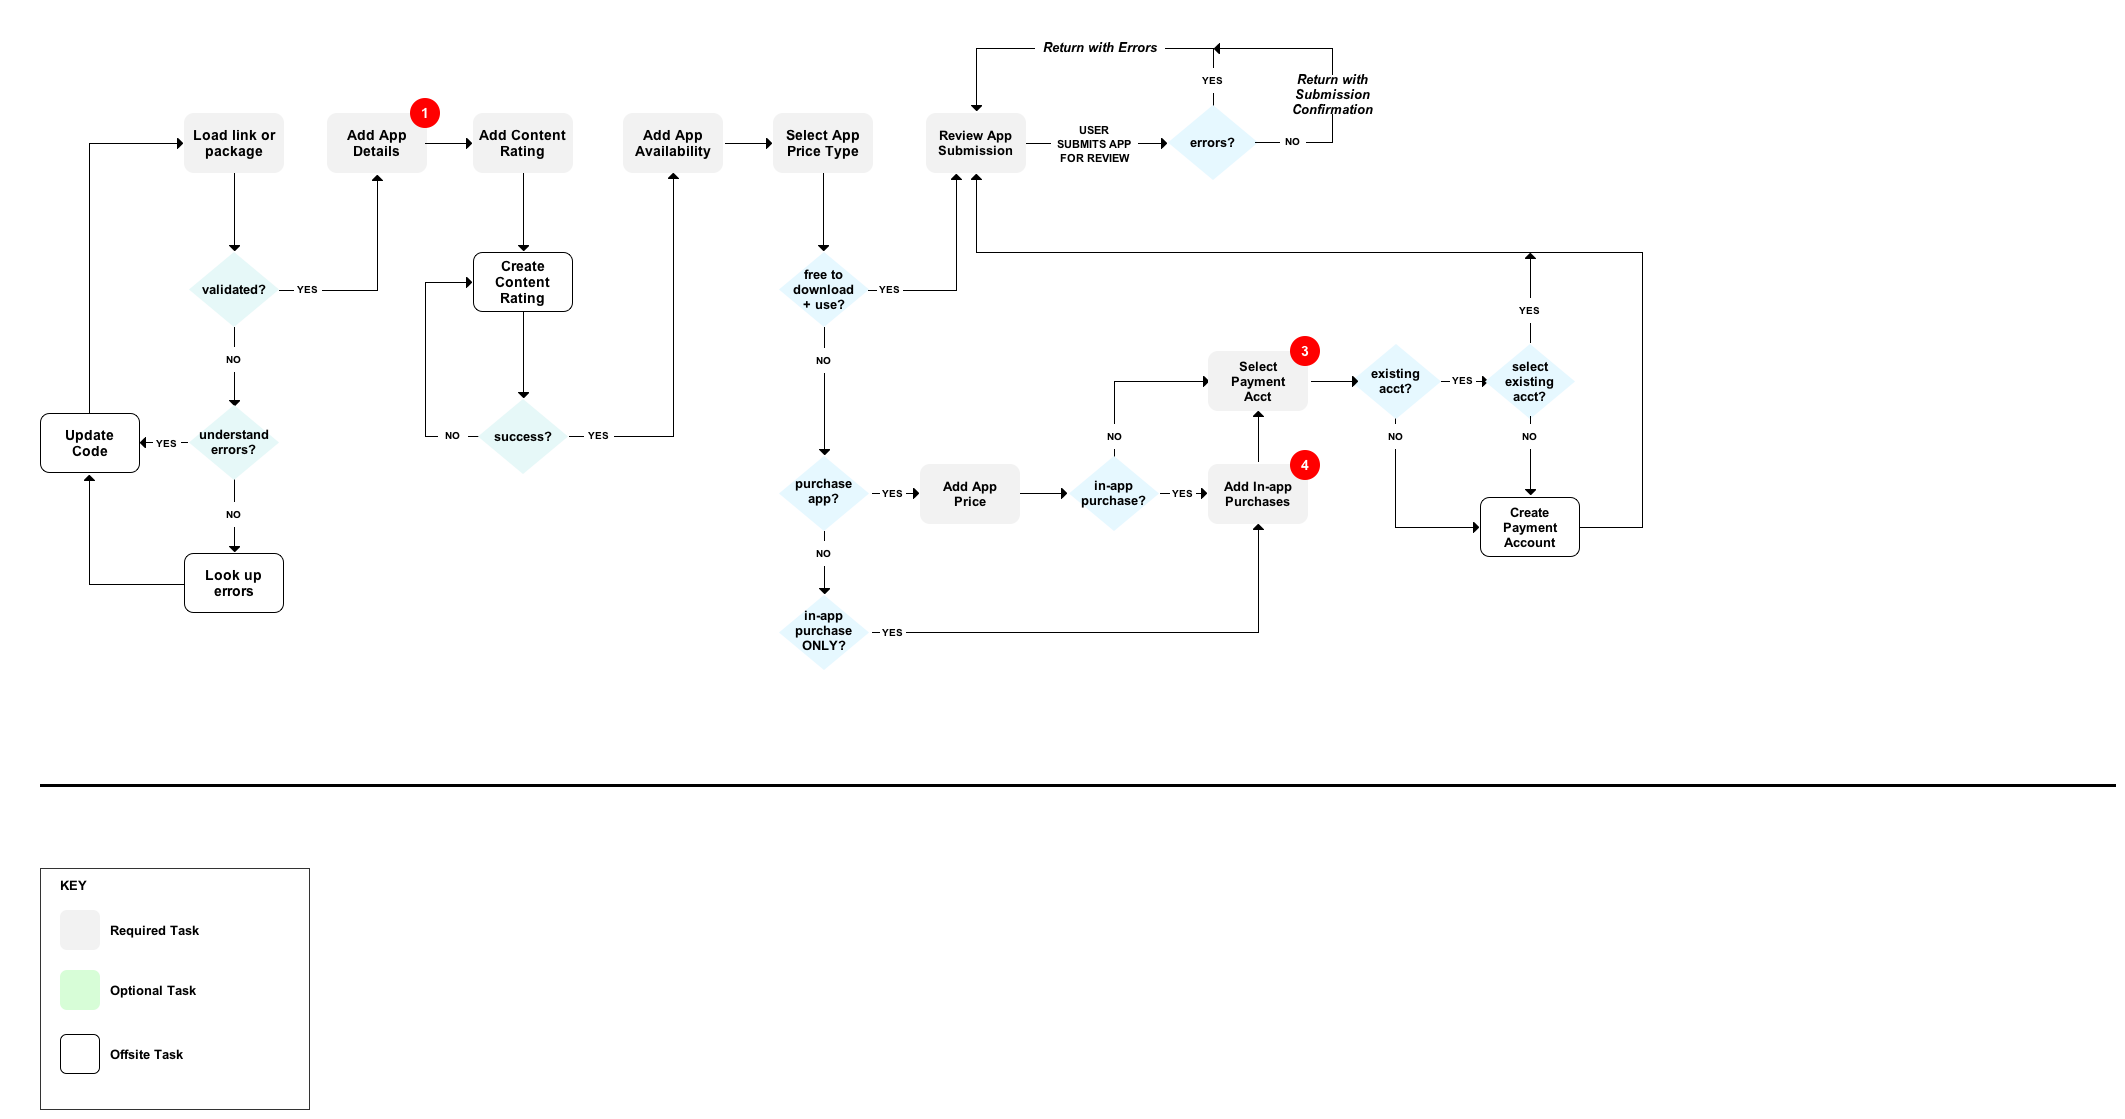 Return with Errors
YES
Return with
Submission
Confirmation
1
Load link or
package
Add App
Details
Add Content
Rating
Add App
Availability
Select App
Price Type
Review App
Submission
USER
SUBMITS APP
FOR REVIEW
errors?
NO
validated?
YES
Create
Content
Rating
free to
download
+ use?
YES
YES
NO
NO
3
Select
Payment
Acct
existing
acct?
YES
select
existing
acct?
Update
Code
YES
understand
errors?
NO
success?
YES
NO
NO
NO
4
purchase
app?
YES
Add App
Price
in-app
purchase?
YES
Add In-app
Purchases
NO
Create
Payment
Account
NO
Look up
errors
in-app
purchase
ONLY?
YES
KEY
Required Task
Optional Task
Offsite Task